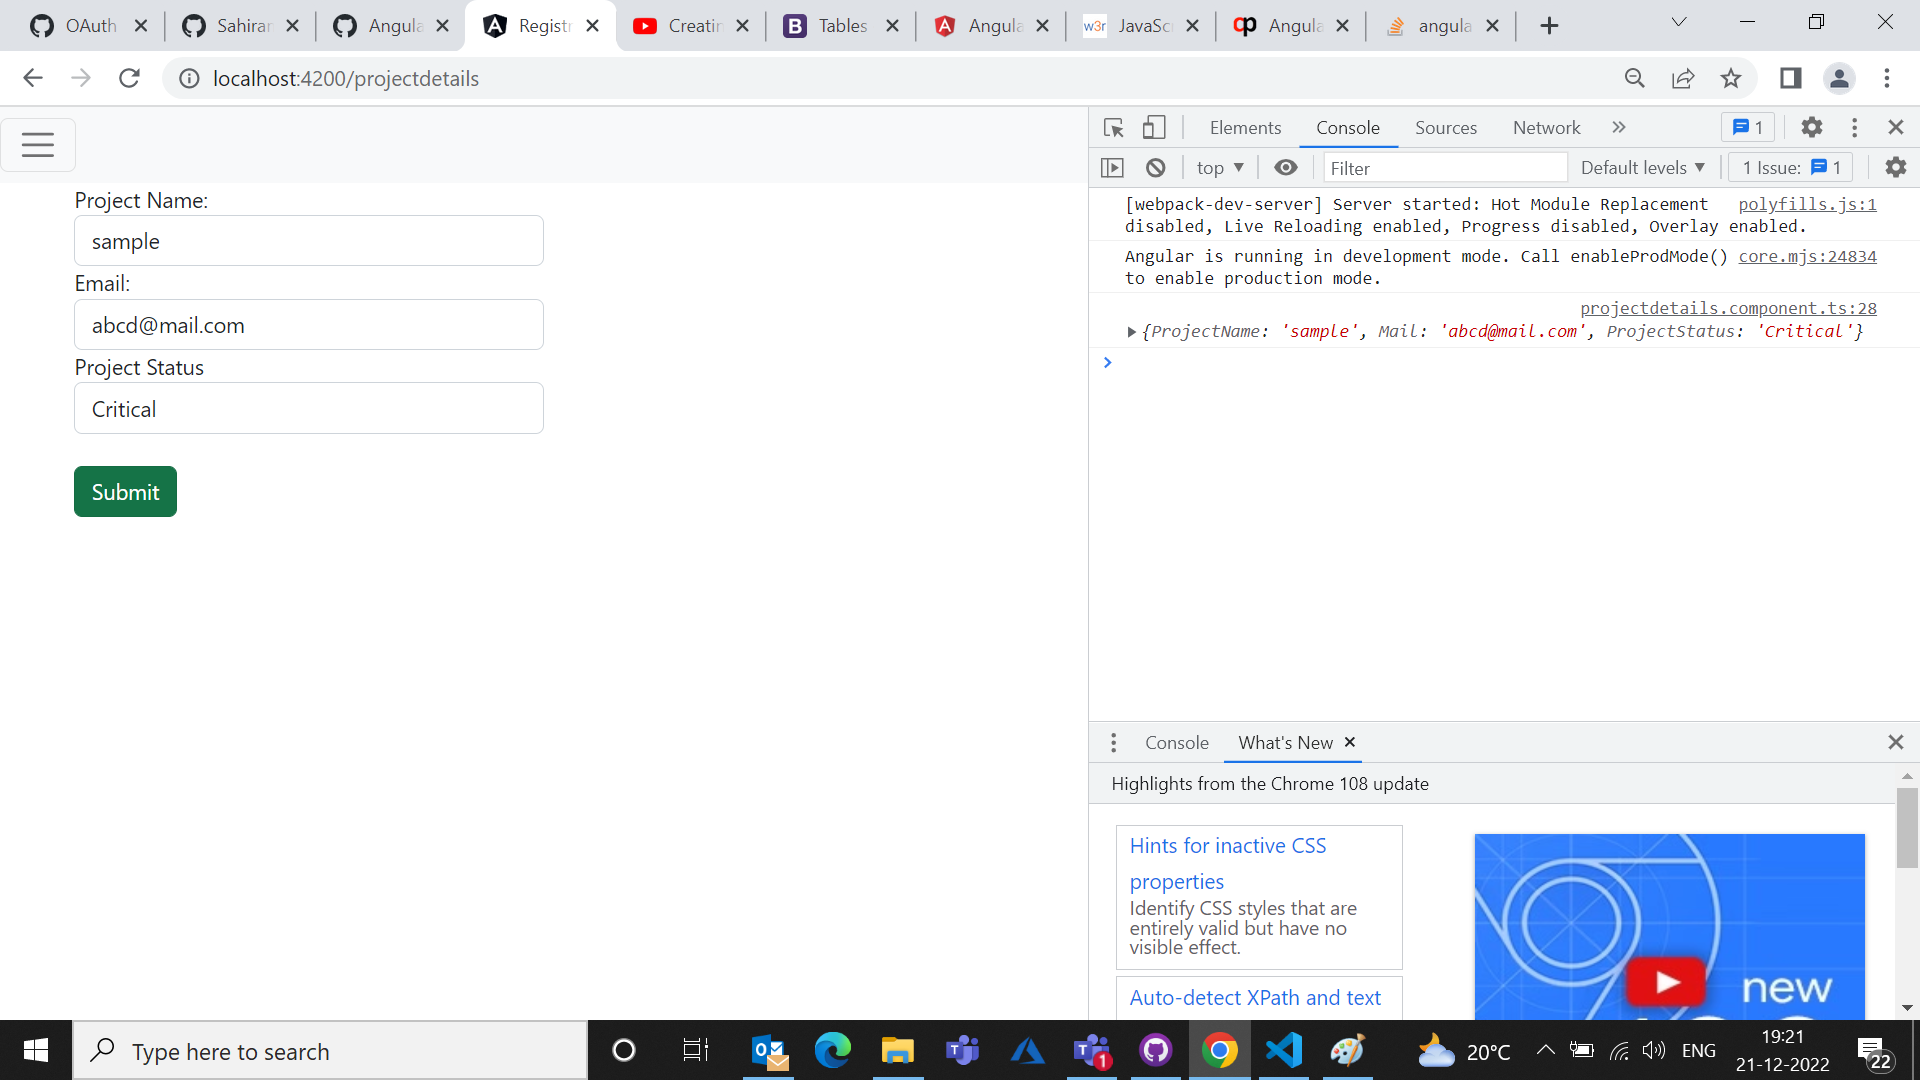 OAuth
Sahirar
Angula
Registr
Creatin
Tables
Angula
w3r JavaSc
cp Angula
angula
localhost:4200/projectdetails
Project Name:
sample
Email:
abcd@mail.com
Project Status
Critical
Submit
Elements Console Sources Network 1
top Filter Default levels 1 Issue: 1
[webpack-dev-server] Server started: Hot Module Replacement polyfills.js:1
disabled, Live Reloading enabled, Progress disabled, Overlay enabled.
Angular is running in development mode. Call enableProdMode() core.mjs:24834
to enable production mode.
projectdetails.component.ts:28
{ProjectName: 'sample', Mail: 'abcd@mail.com', ProjectStatus: 'Critical'}
Console What's New
Highlights from the Chrome 108 update
Hints for inactive CSS
properties
Identify CSS styles that are
entirely valid but have no
visible effect.
Auto-detect XPath and text
new
Type here to search
1
20°C
ENG
19:21
21-12-2022
22